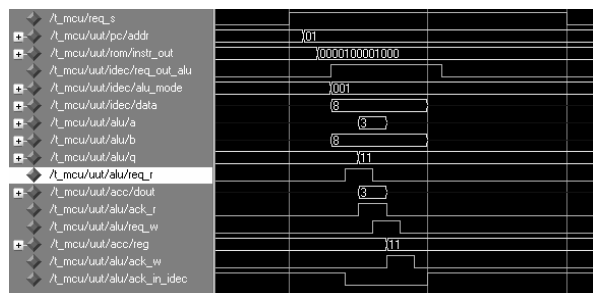 /t_mcu/req_s
/t_mcu/uut/pc/addr 01
/t_mcu/uut/rom/instr_out 0000100001000
/t_mcu/uut/idec/req_out_alu
/t_mcu/uut/idec/alu_mode 001
/t_mcu/uut/idec/data 8
/t_mcu/uut/alu/a 3
/t_mcu/uut/alu/b 8
/t_mcu/uut/alu/q 11
/t_mcu/uut/alu/req_r
/t_mcu/uut/acc/dout 3
/t_mcu/uut/alu/ack_r
/t_mcu/uut/alu/req_w
/t_mcu/uut/acc/reg 11
/t_mcu/uut/alu/ack_w
/t_mcu/uut/alu/ack_in_idec